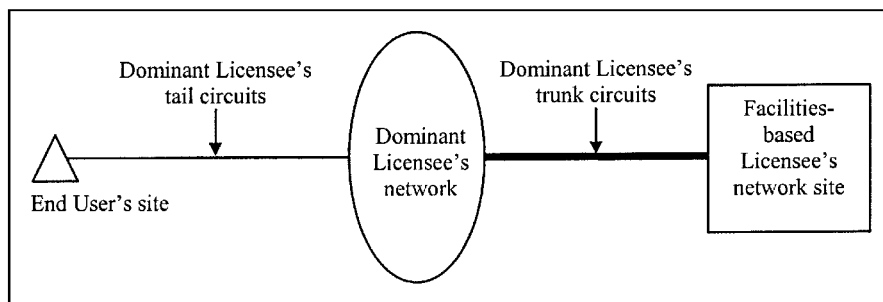 Dominant Licensee's
tail circuits
Dominant Licensee's
trunk circuits
Dominant
Licensee's
network
Facilities-
based
Licensee's
network site
End User's site